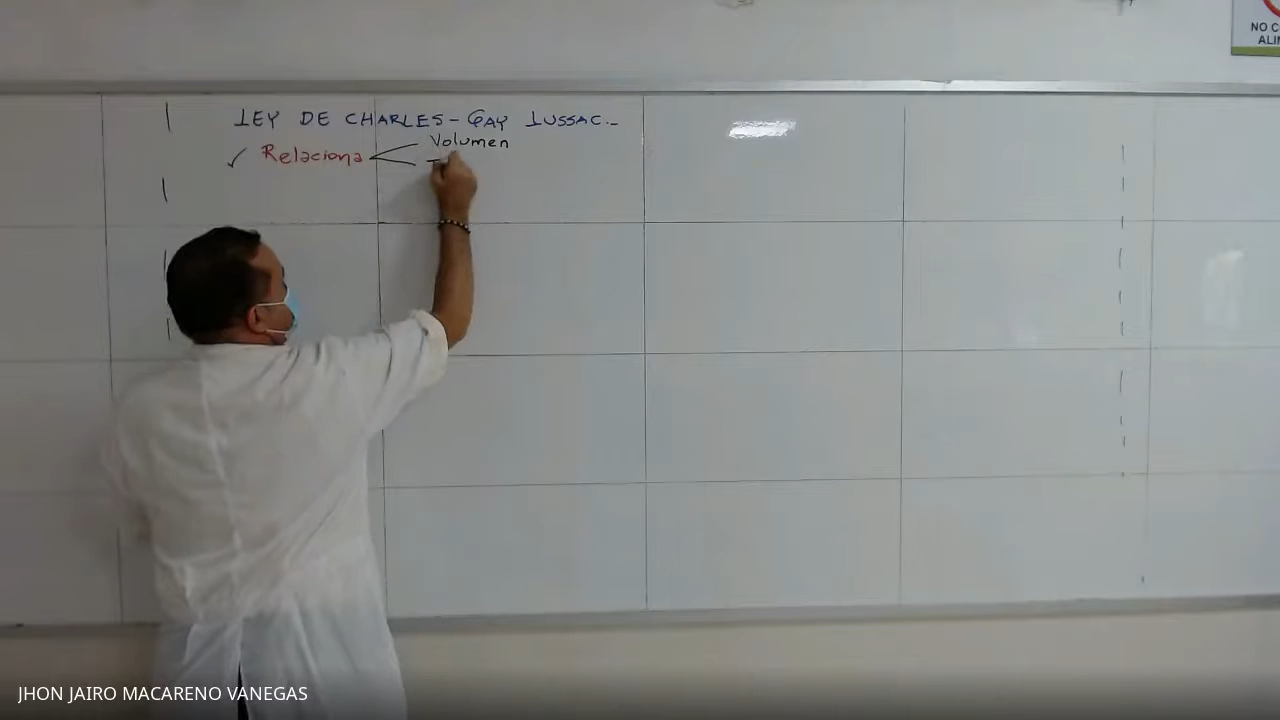 LEY DE CHARLES - GAY LUSSAC.-
✓ Relaciona
Volumen
NO C
ALIM
JHON JAIRO MACARENO VANEGAS